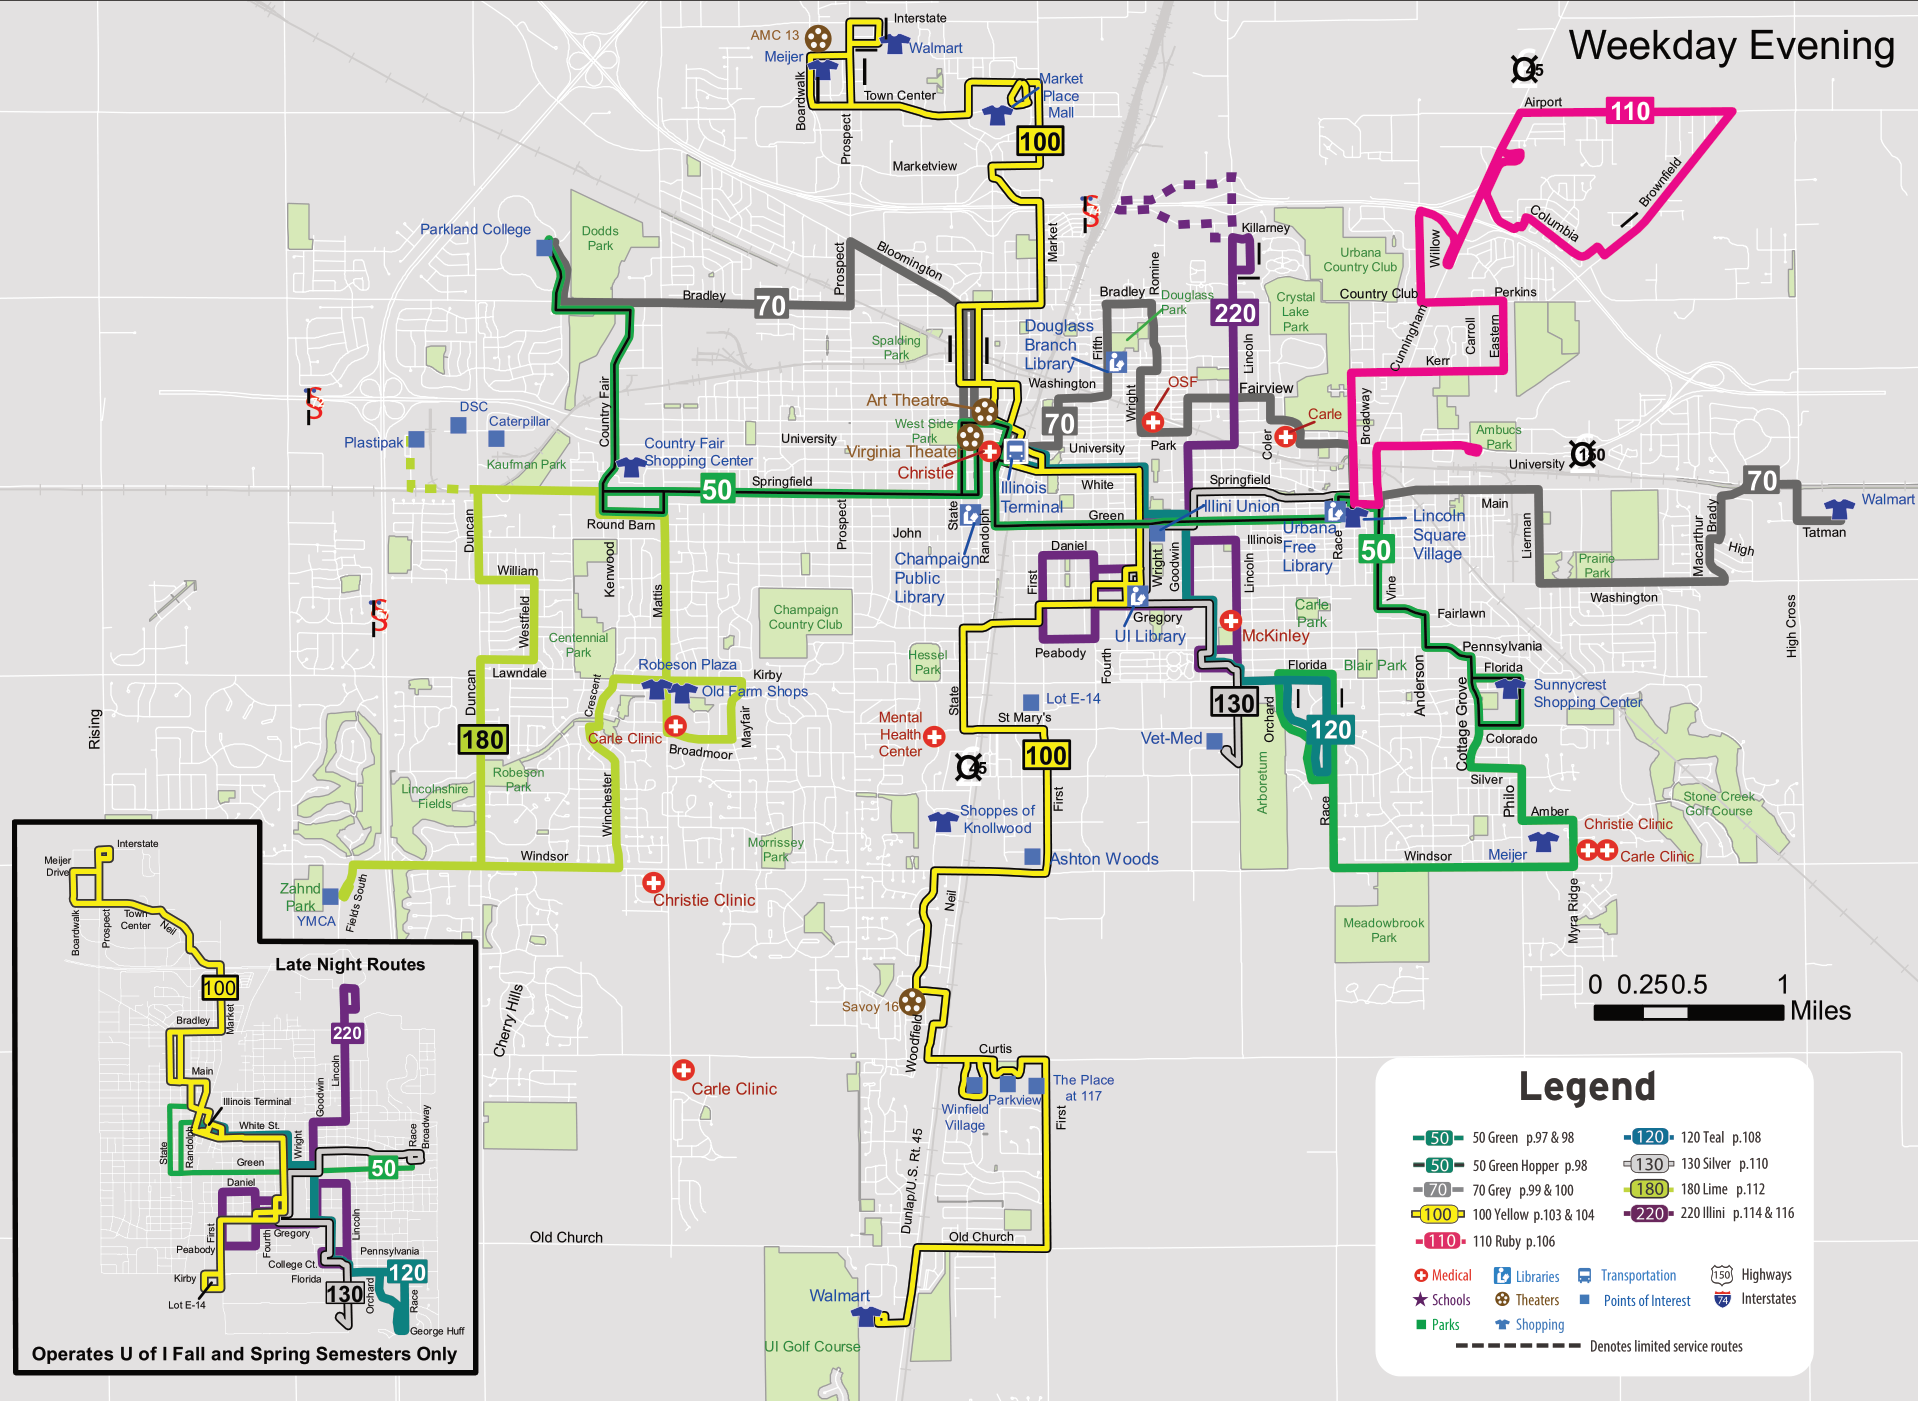 Weekday Evening
Interstate
AMC 13
Walmart
Meijer
Boardwalk
Town Center
Prospect
Market
Place
Mall
100
Marketview
45
Airport
110
Brownfield
Columbia
Willow
Parkland College
Dodds
Park
Prospect
Bloomington
Market
Killarney
Urbana
Country Club
Bradley
70
Bradley
Romine
Douglass
Park
220
Crystal
Lake
Park
Country Club
Perkins
Cunningham
Carroll
Eastern
Kerr
Spalding
Park
Douglass
Branch
Library
Fifth
Lincoln
Washington
Wright
OSF
Fairview
Art Theatre
West Side
Park
Virginia Theatre
Christie
70
University
Park
Coler
Carle
Broadway
Ambucs
Park
University
150
DSC
Caterpillar
Plastipak
Country Fair
Kaufman Park
Country Fair
Shopping Center
University
Springfield
50
Illinois
Terminal
White
Green
Springfield
Illini Union
Urbana
Free
Library
Race
Lincoln
Square
Village
Main
70
Walmart
Tatman
Brady
Macarthur
High
Lierman
Prairie
Park
Washington
High Cross
Duncan
Round Barn
Prospect
John
State
Randolph
Champaign
Public
Library
Daniel
First
Wright
Goodwin
Illinois
Lincoln
50
Vine
William
Kenwood
Westfield
Mattis
Champaign
Country Club
Centennial
Park
Gregory
UI Library
McKinley
Carle
Park
Fairlawn
Pennsylvania
Florida
Peabody
Fourth
Hessel
Park
Lawndale
Robeson Plaza
Kirby
Old Farm Shops
Crescent
Duncan
State
Lot E-14
St Mary's
Florida
Blair Park
Anderson
Cottage Grove
Sunnycrest
Shopping Center
Colorado
Rising
180
Carle Clinic
Broadmoor
Mayfair
Mental
Health
Center
45
100
Vet-Med
130
Orchard
120
Arboretum
Silver
Philo
Robeson
Park
Lincolnshire
Fields
Winchester
Shoppes of
Knollwood
First
Race
Amber
Stone Creek
Golf Course
Christie Clinic
Carle Clinic
Meijer
Windsor
Myra Ridge
Morrissey
Park
Ashton Woods
Windsor
Zahnd
Park
YMCA
Fields South
Christie Clinic
Neil
Meadowbrook
Park
Cherry Hills
Savoy 16
Woodfield
Curtis
Carle Clinic
Winfield
Village
Parkview
The Place
at 117
First
Dunlap/U.S. Rt. 45
Old Church
Old Church
Walmart
UI Golf Course
0 0.25 0.5 1
Miles
Interstate
Meijer
Drive
Boardwalk
Prospect
Town
Center
Neil
Late Night Routes
100
Bradley
Market
220
Lincoln
Main
Goodwin
Illinois Terminal
White St.
State
Randolph
Wright
Race
Broadway
Green
50
Daniel
First
Fourth
Gregory
Lincoln
Peabody
College Ct.
Pennsylvania
Kirby
Florida
120
Lot E-14
130
Orchard
Race
George Huff
Operates U of I Fall and Spring Semesters Only
Legend
50 50 Green p.97 & 98
50 50 Green Hopper p.98
70 70 Grey p.99 & 100
100 100 Yellow p.103 & 104
110 110 Ruby p.106
120 120 Teal p.108
130 130 Silver p.110
180 180 Lime p.112
220 220 Illini p.114 & 116
Medical
Libraries
Transportation
150 Highways
Schools
Theaters
Points of Interest
74 Interstates
Parks
Shopping
Denotes limited service routes